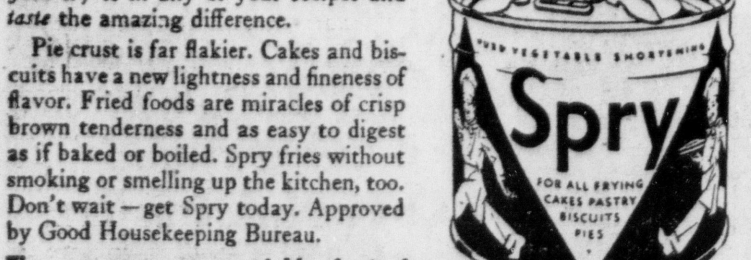 taste the amazing difference.
Pie crust is far flakier. Cakes and bis-
cuits have a new lightness and fineness of
flavor. Fried foods are miracles of crisp
brown tenderness and as easy to digest
as if baked or boiled. Spry fries without
smoking or smelling up the kitchen, too.
Don't wait—get Spry today. Approved
by Good Housekeeping Bureau.
PURE VEGETABLE SHORTENING
Spry
FOR ALL FRYING
CAKES PASTRY
BISCUITS
PIES